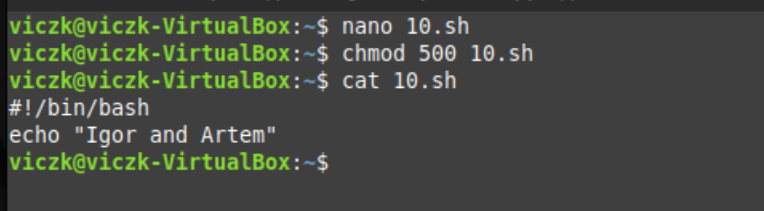 viczk@viczk-VirtualBox:~$ nano 10.sh
viczk@viczk-VirtualBox:~$ chmod 500 10.sh
viczk@viczk-VirtualBox:~$ cat 10.sh
#!/bin/bash
echo "Igor and Artem"
viczk@viczk-VirtualBox:~$